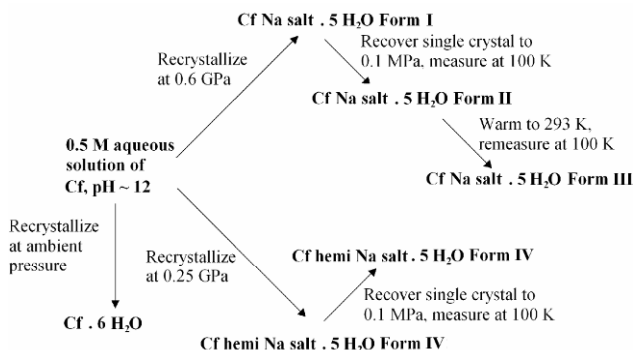 Cf Na salt . 5 H₂O Form I
Recrystallize
at 0.6 GPa
Recover single crystal to
0.1 MPa, measure at 100 K
Cf Na salt . 5 H₂O Form II
0.5 M aqueous
solution of
Cf, pH ~ 12
Warm to 293 K,
remeasure at 100 K
Cf Na salt . 5 H₂O Form III
Recrystallize
at ambient
pressure
Recrystallize
at 0.25 GPa
Cf hemi Na salt . 5 H₂O Form IV
Recover single crystal to
0.1 MPa, measure at 100 K
Cf . 6 H₂O
Cf hemi Na salt . 5 H₂O Form IV